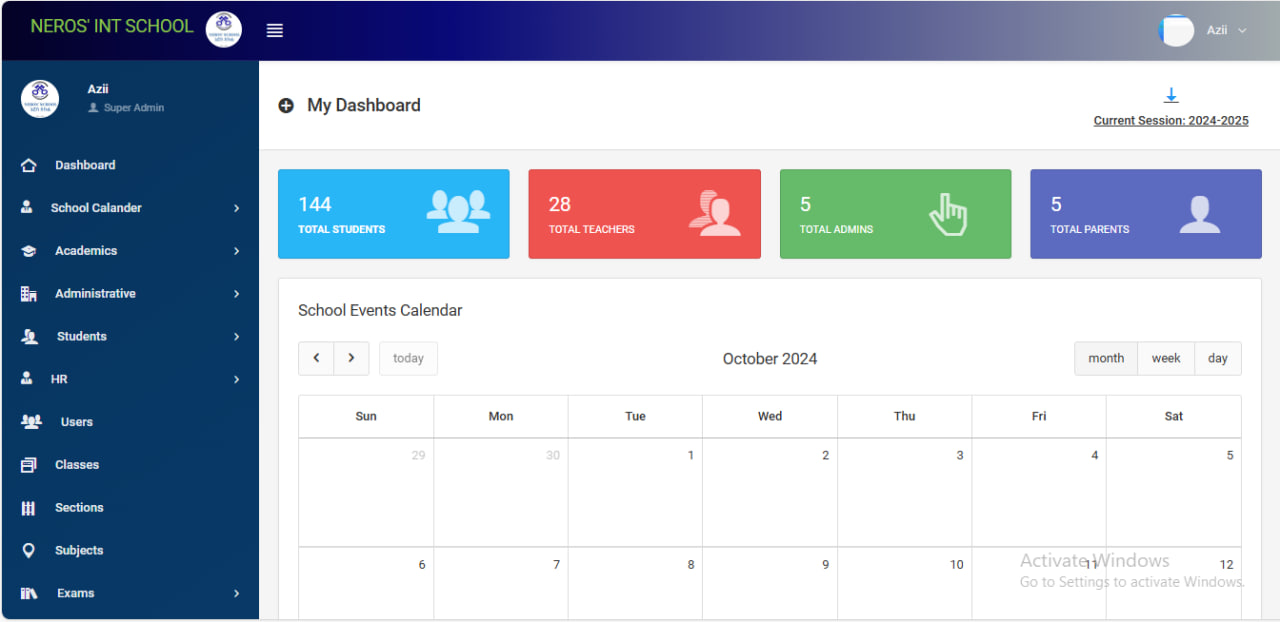 NEROS' INT SCHOOL
Azii
Azii
Super Admin
My Dashboard
Current Session: 2024-2025
Dashboard
School Calander
Academics
Administrative
Students
HR
Users
Classes
Sections
Subjects
Exams
144
TOTAL STUDENTS
28
TOTAL TEACHERS
5
TOTAL ADMINS
5
TOTAL PARENTS
School Events Calendar
today
October 2024
month week day
Sun Mon Tue Wed Thu Fri Sat
29 30 1 2 3 4 5
6 7 8 9 10 11 12
Activate Windows
Go to Settings to activate Windows.